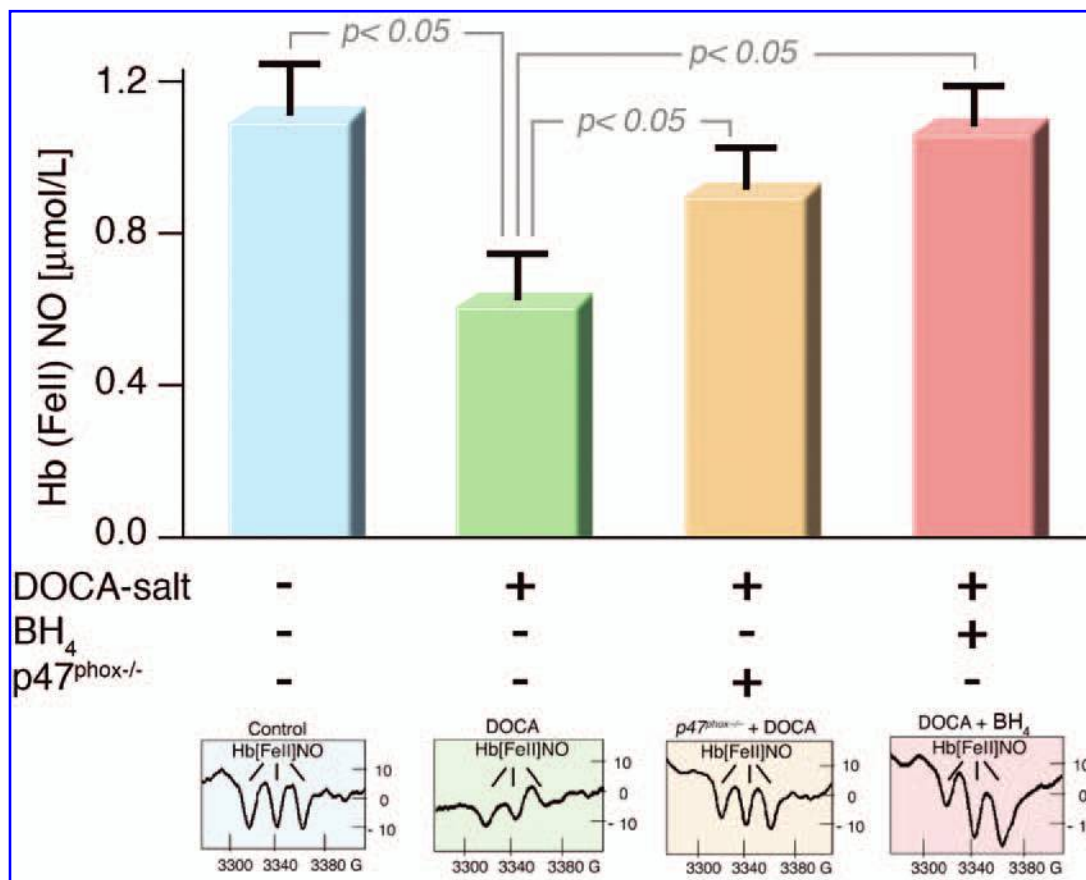 p< 0.05
p< 0.05
p< 0.05
Hb (FeII) NO [μmol/L]
1.2
0.8
0.4
0.0
DOCA-salt - + + +
BH₄ - - - +
p47ᵖʰᵒˣ⁻/⁻ - - + -
Control
Hb[FeII]NO
10
0
- 10
3300 3340 3380 G
DOCA
Hb[FeII]NO
10
0
- 10
3300 3340 3380 G
p47ᵖʰᵒˣ⁻/⁻ + DOCA
Hb[FeII]NO
10
0
- 10
3300 3340 3380 G
DOCA + BH₄
Hb[FeII]NO
10
0
- 10
3300 3340 3380 G